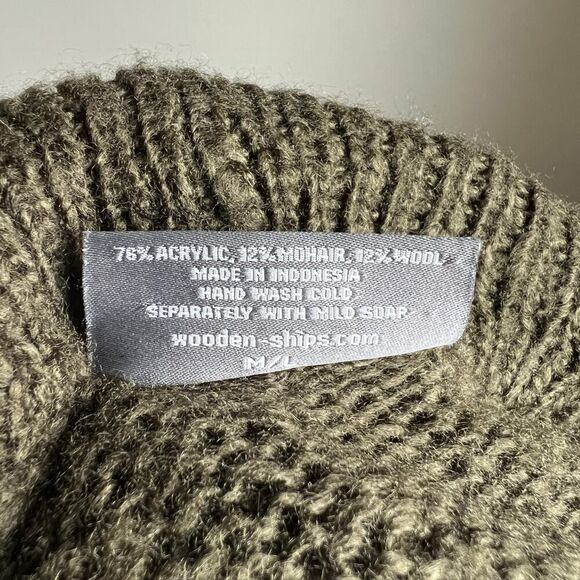 76% ACRYLIC, 12% MOHAIR, 12% WOOL
MADE IN INDONESIA
HAND WASH COLD
SEPARATELY WITH MILD SOAP
wooden-ships.com
M/L